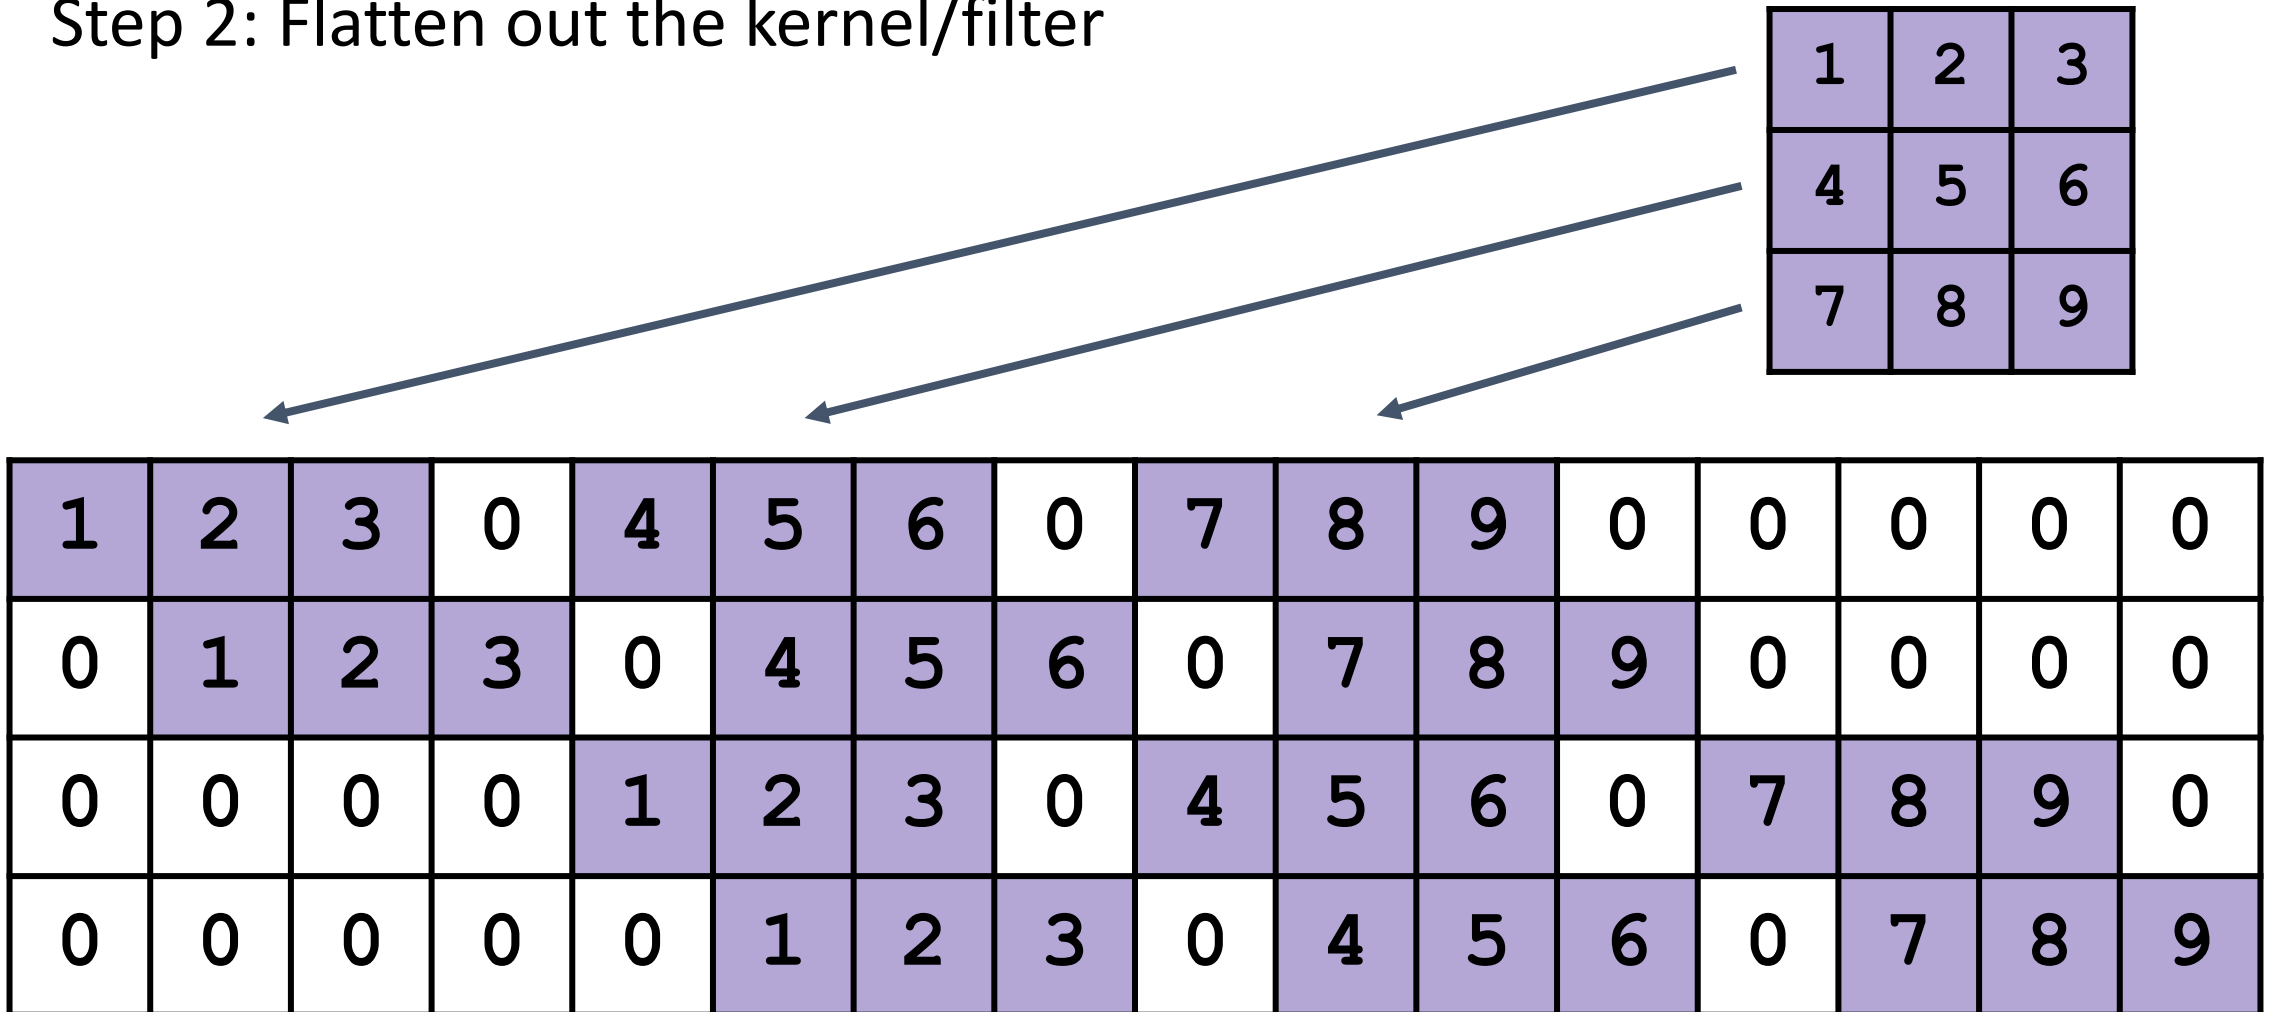 Step 2: Flatten out the kernel/filter
1 2 3
4 5 6
7 8 9
1 2 3 0 4 5 6 0 7 8 9 0 0 0 0 0
0 1 2 3 0 4 5 6 0 7 8 9 0 0 0 0
0 0 0 0 1 2 3 0 4 5 6 0 7 8 9 0
0 0 0 0 0 1 2 3 0 4 5 6 0 7 8 9